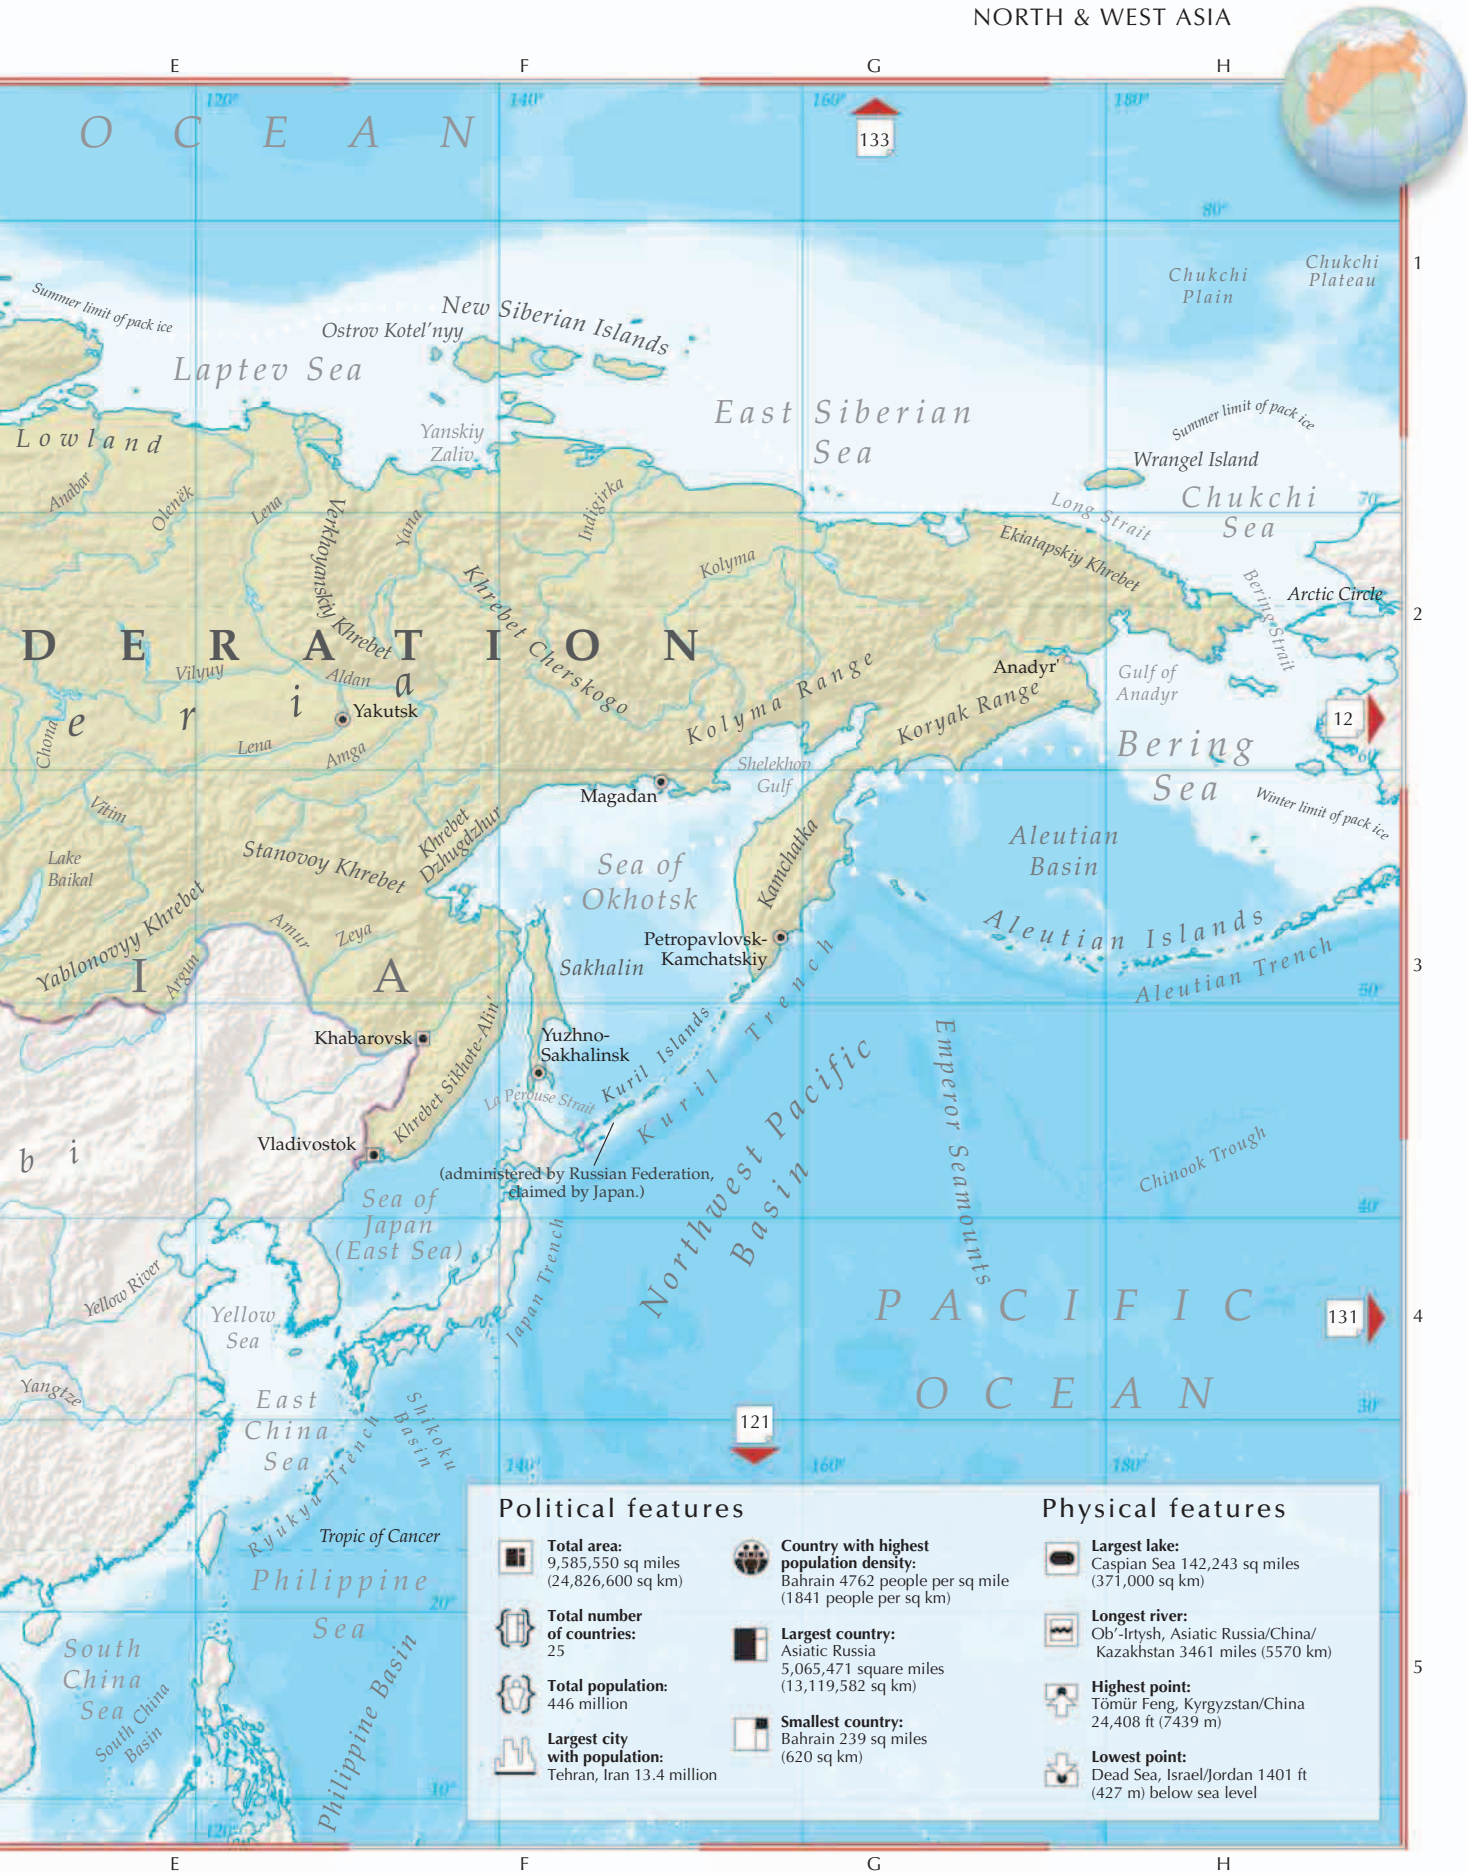 NORTH & WEST ASIA
E
F
G
H
120°
140°
160°
180°
OCEAN
133
80°
1
Chukchi
Plain
Chukchi
Plateau
Summer limit of pack ice
New Siberian Islands
Ostrov Kotel'nyy
Laptev Sea
East Siberian
Sea
Summer limit of pack ice
Lowland
Yanskiy
Zaliv
Wrangel Island
Chukchi
Sea
70°
Long Strait
Anabar
Olenëk
Lena
Verkhoyanskiy Khrebet
Yana
Indigirka
Kolyma
Ekiatapskiy Khrebet
Khrebet Cherskogo
Bering Strait
Arctic Circle
2
DERATION
Vilyuy
Aldan
eria
Yakutsk
Anadyr'
Gulf of
Anadyr
Kolyma Range
Koryak Range
12
Chona
Lena
Amga
Bering
Sea
60°
Shelekhov
Gulf
Magadan
Winter limit of pack ice
Vitim
Khrebet
Dzhugdzhur
Stanovoy Khrebet
Lake
Baikal
Sea of
Okhotsk
Kamchatka
Aleutian
Basin
Yablonovyy Khrebet
Amur
Zeya
Argun
Aleutian Islands
Aleutian Trench
Petropavlovsk-
Kamchatskiy
Sakhalin
IA
3
50°
Khabarovsk
Khrebet Sikhote-Alin'
Yuzhno-
Sakhalinsk
La Perouse Strait
Kuril Islands
Kuril Trench
Northwest Pacific
Basin
Emperor Seamounts
Vladivostok
(administered by Russian Federation,
claimed by Japan.)
bi
Chinook Trough
Sea of
Japan
(East Sea)
40°
Japan Trench
Yellow River
Yellow
Sea
PACIFIC
OCEAN
131
4
Yangtze
East
China
Sea
Shikoku
Basin
30°
121
Ryukyu Trench
140°
160°
180°
Tropic of Cancer
Philippine
Sea
20°
South
China
Sea
South China
Basin
Philippine Basin
10°
120°
5
Political features
Total area:
9,585,550 sq miles
(24,826,600 sq km)
Total number
of countries:
25
Total population:
446 million
Largest city
with population:
Tehran, Iran 13.4 million
Country with highest
population density:
Bahrain 4762 people per sq mile
(1841 people per sq km)
Largest country:
Asiatic Russia
5,065,471 square miles
(13,119,582 sq km)
Smallest country:
Bahrain 239 sq miles
(620 sq km)
Physical features
Largest lake:
Caspian Sea 142,243 sq miles
(371,000 sq km)
Longest river:
Ob'-Irtysh, Asiatic Russia/China/
Kazakhstan 3461 miles (5570 km)
Highest point:
Tömür Feng, Kyrgyzstan/China
24,408 ft (7439 m)
Lowest point:
Dead Sea, Israel/Jordan 1401 ft
(427 m) below sea level
E
F
G
H